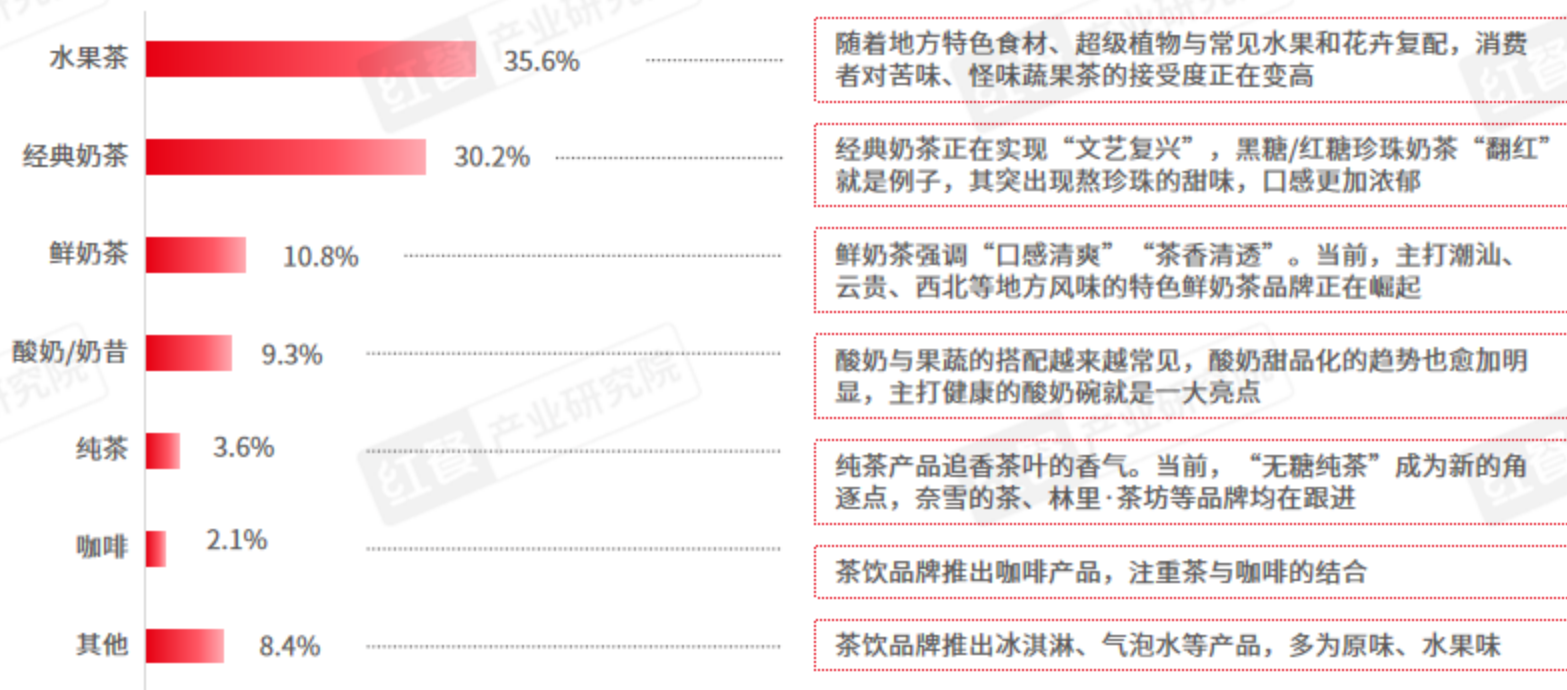 水果茶
35.6%
随着地方特色食材、超级植物与常见水果和花卉复配，消费
者对苦味、怪味蔬果茶的接受度正在变高
经典奶茶
30.2%
经典奶茶正在实现“文艺复兴”，黑糖/红糖珍珠奶茶“翻红”
就是例子，其突出现熬珍珠的甜味，口感更加浓郁
鲜奶茶
10.8%
鲜奶茶强调“口感清爽”“茶香清透”。当前，主打潮汕、
云贵、西北等地方风味的特色鲜奶茶品牌正在崛起
酸奶/奶昔
9.3%
酸奶与果蔬的搭配越来越常见，酸奶甜品化的趋势也愈加明
显，主打健康的酸奶碗就是一大亮点
纯茶
3.6%
纯茶产品追香茶叶的香气。当前，“无糖纯茶”成为新的角
逐点，奈雪的茶、林里·茶坊等品牌均在跟进
咖啡
2.1%
茶饮品牌推出咖啡产品，注重茶与咖啡的结合
其他
8.4%
茶饮品牌推出冰淇淋、气泡水等产品，多为原味、水果味
红餐产业研究院